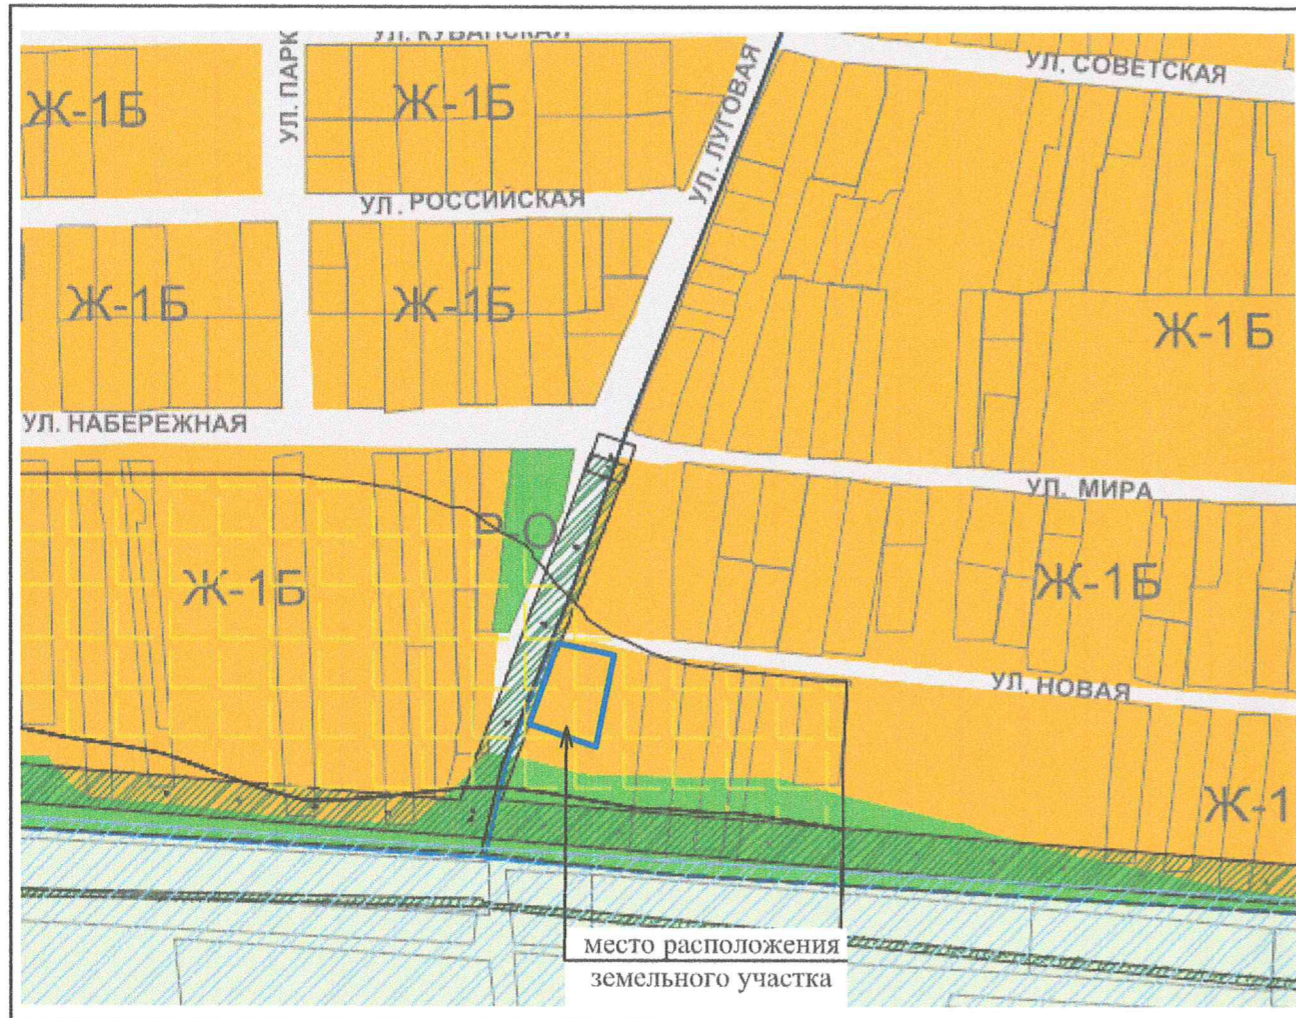 УЛ. КУБАНСКАЯ
УЛ. ПАРК
УЛ. ЛУГОВАЯ
УЛ. СОВЕТСКАЯ
Ж-1Б
Ж-1Б
УЛ. РОССИЙСКАЯ
Ж-1Б
Ж-1Б
Ж-1Б
УЛ. НАБЕРЕЖНАЯ
УЛ. МИРА
Р О
Ж-1Б
Ж-1Б
УЛ. НОВАЯ
Ж-1
место расположения
земельного участка